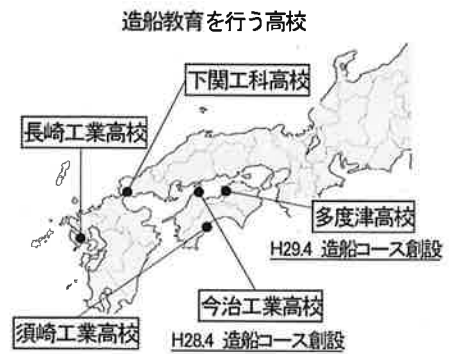 造船教育を行う高校
下関工科高校
長崎工業高校
多度津高校
H29.4 造船コース創設
今治工業高校
須崎工業高校
H28.4 造船コース創設